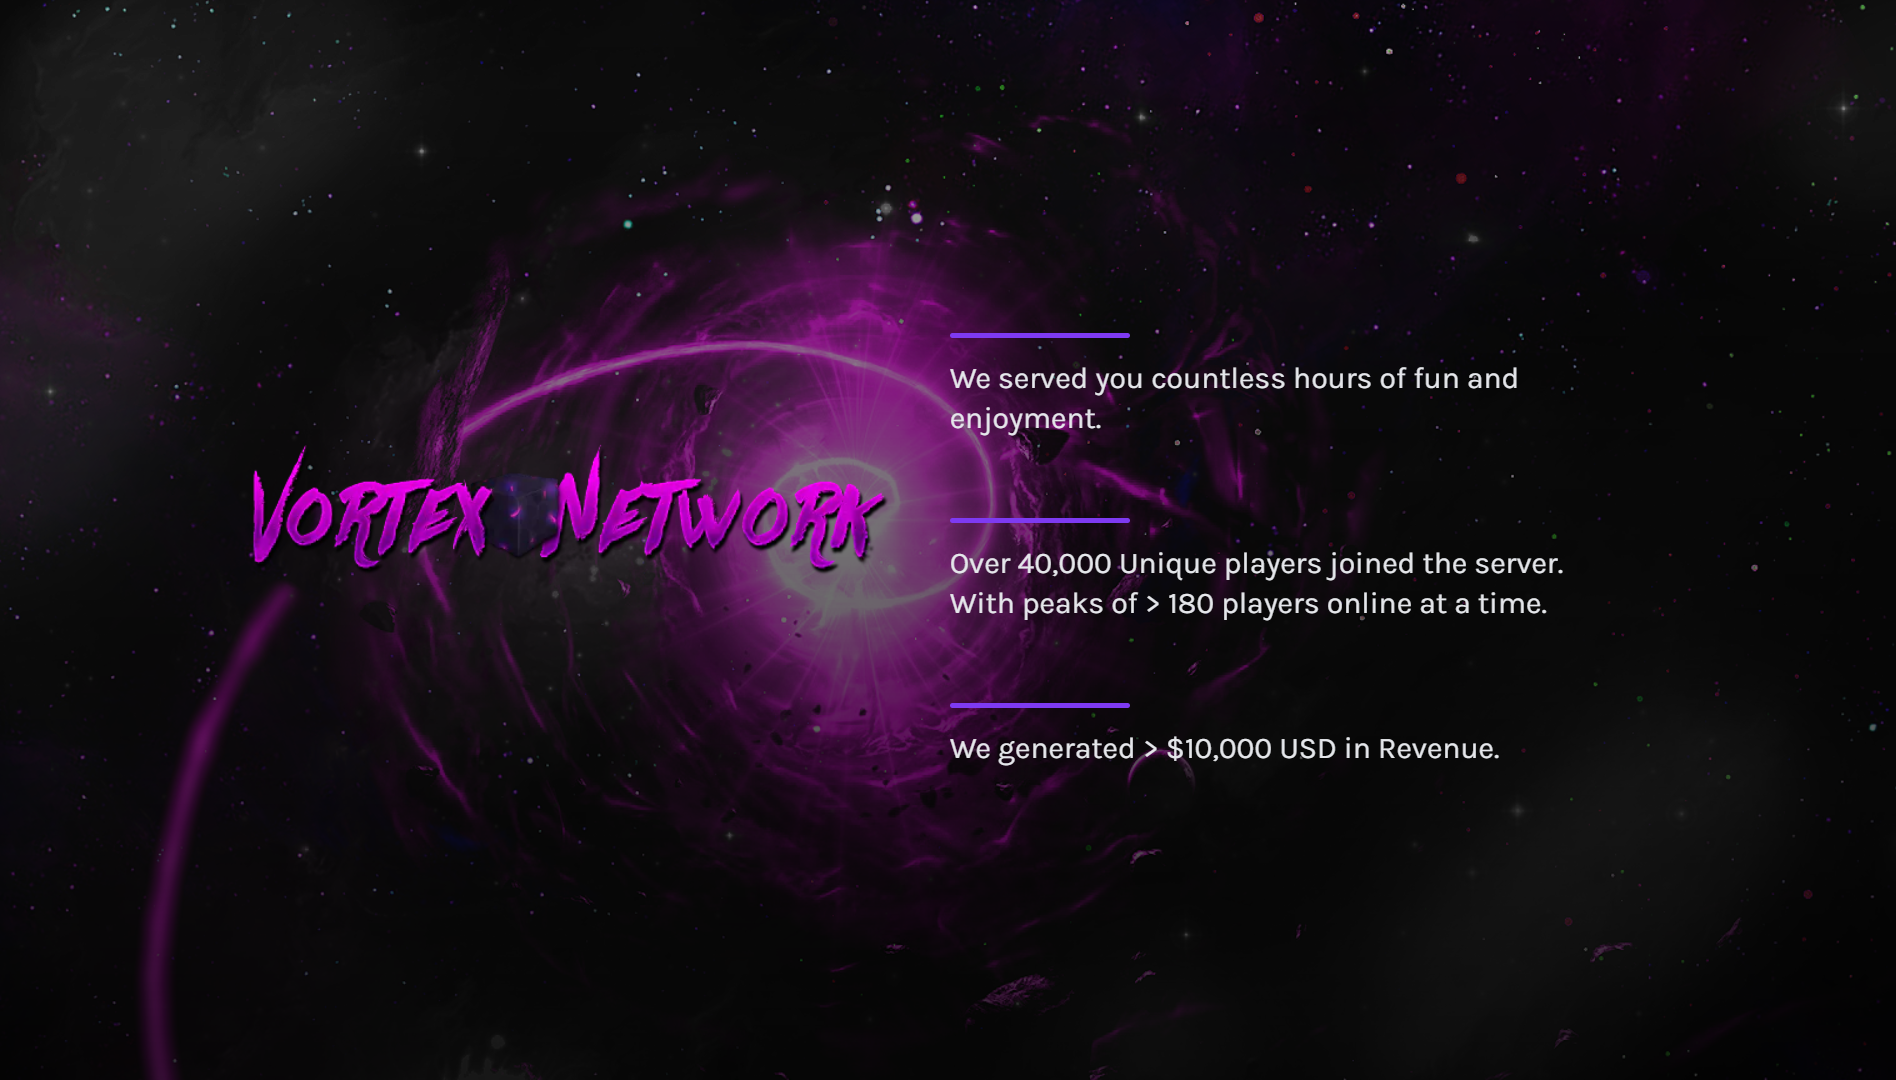 Vortex Network
We served you countless hours of fun and
enjoyment.
Over 40,000 Unique players joined the server.
With peaks of > 180 players online at a time.
We generated > $10,000 USD in Revenue.